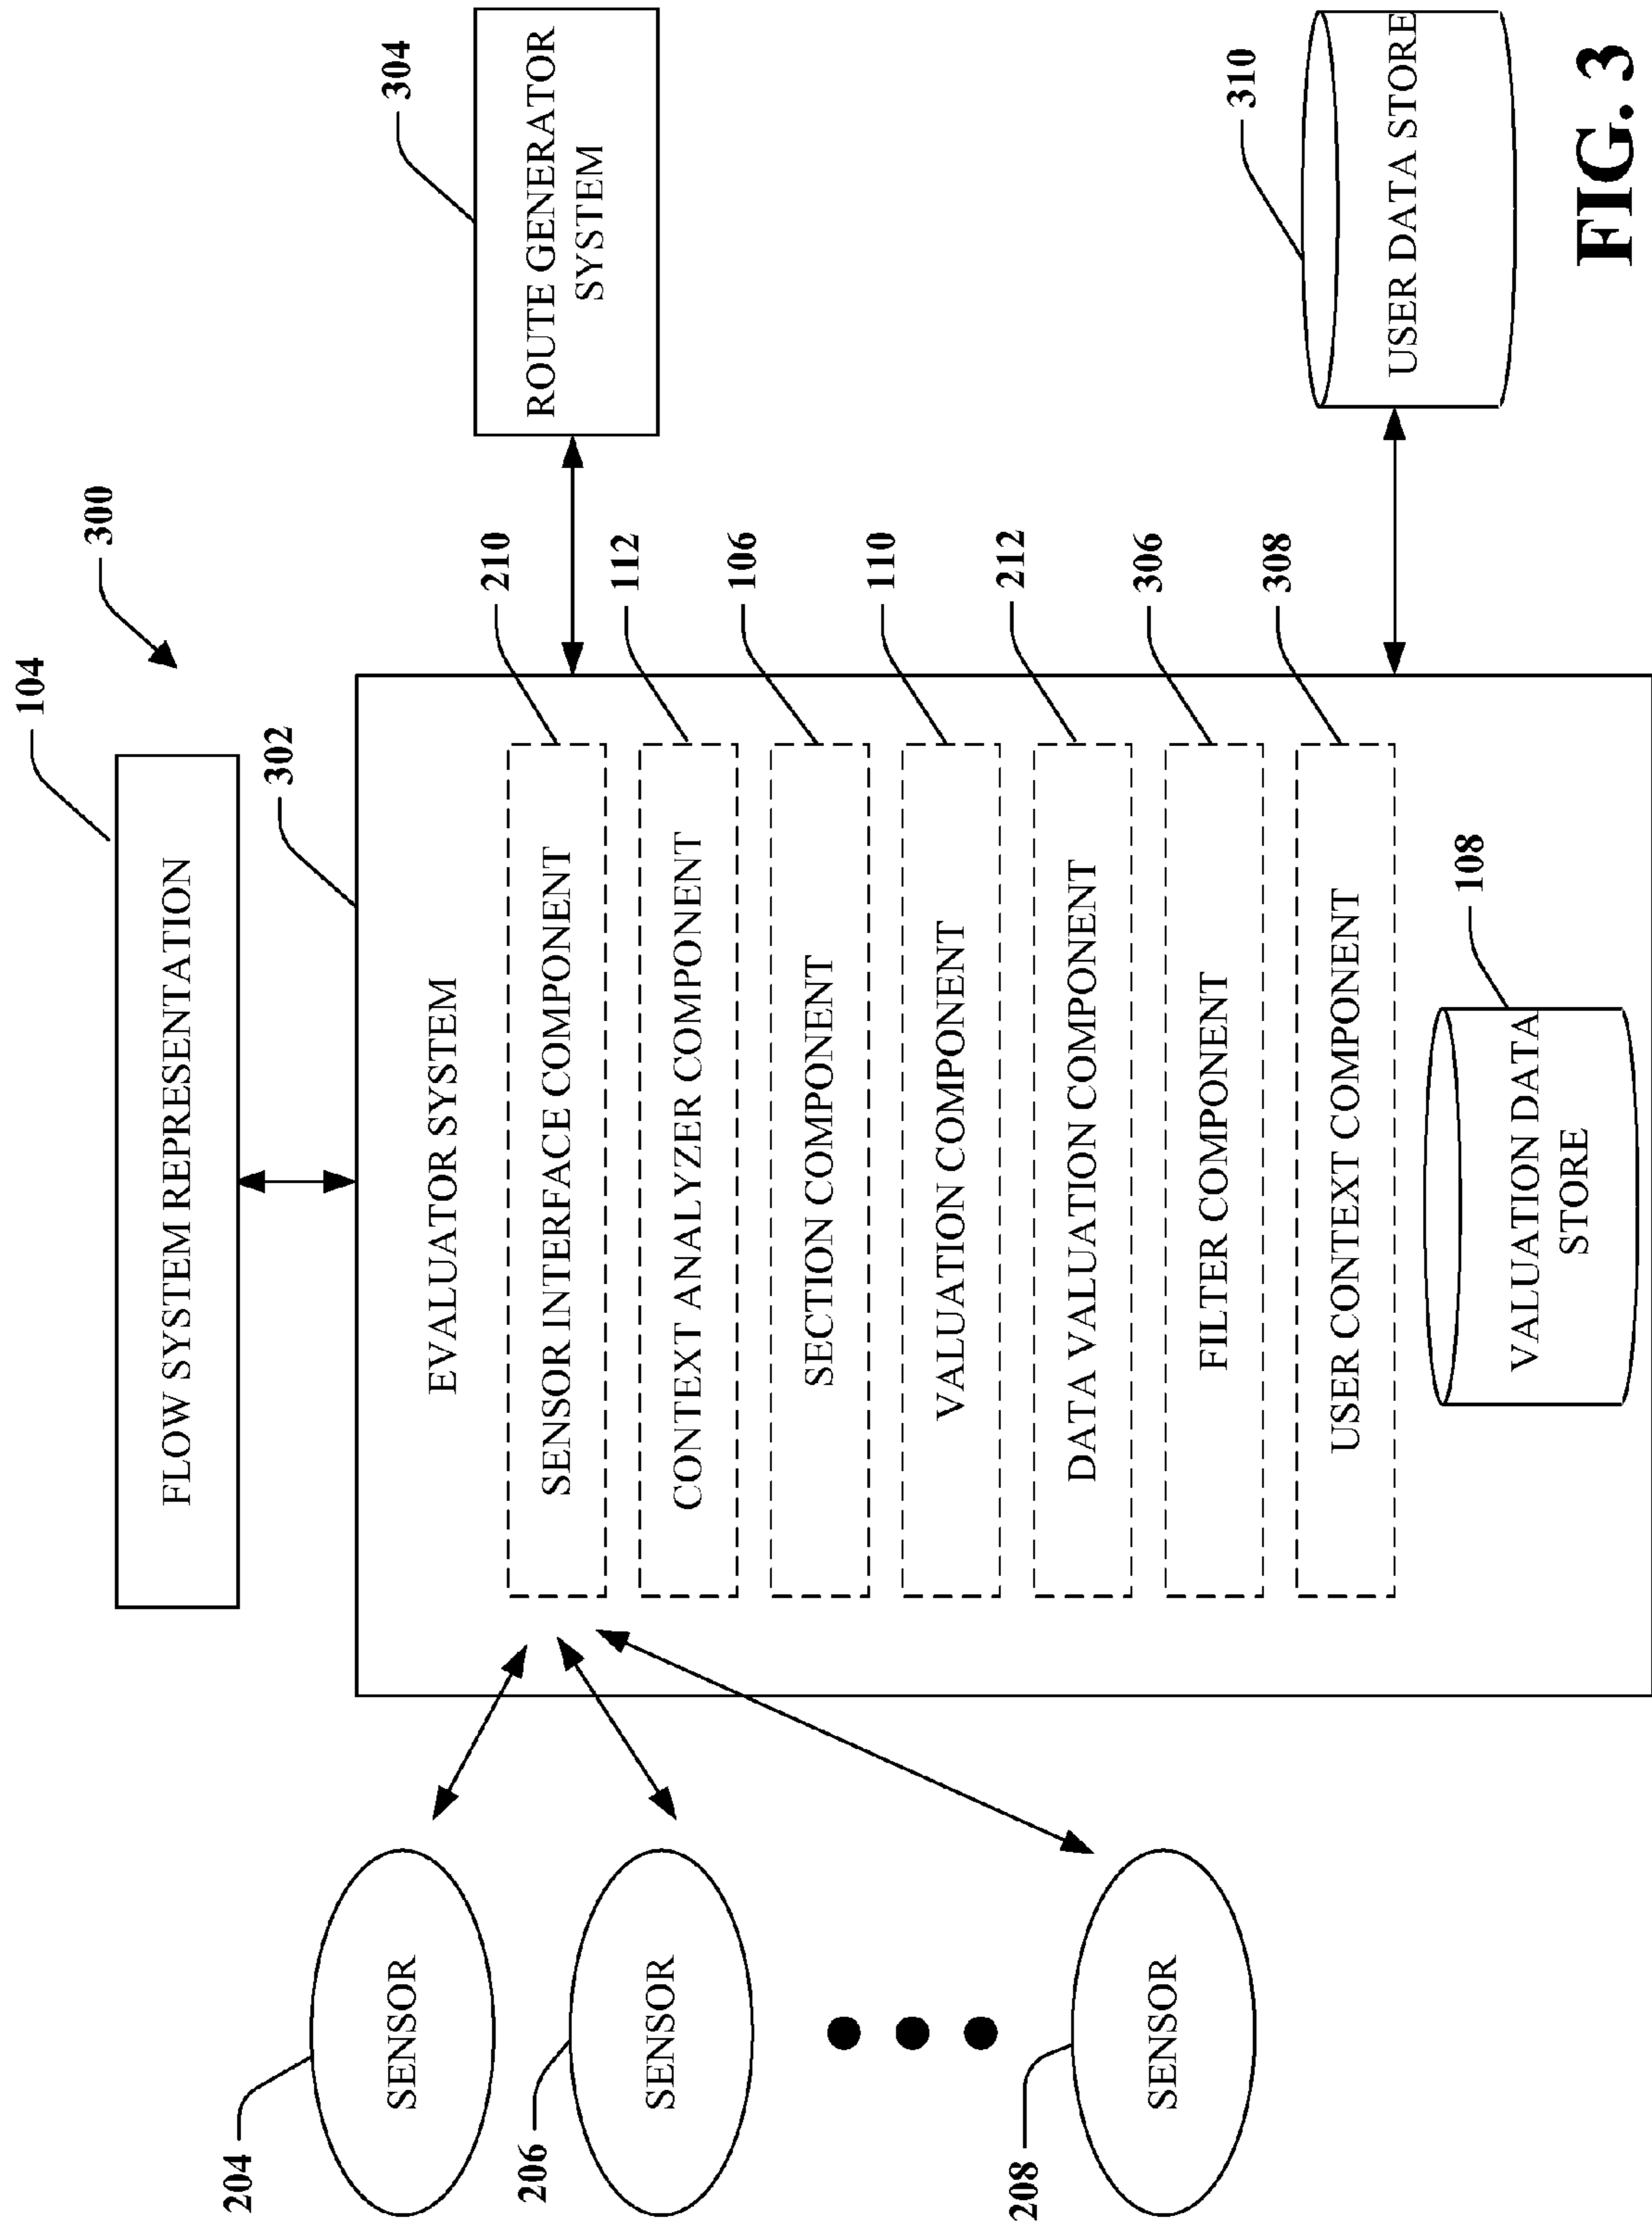 300
104
FLOW SYSTEM REPRESENTATION
302
EVALUATOR SYSTEM
210
SENSOR INTERFACE COMPONENT
112
CONTEXT ANALYZER COMPONENT
106
SECTION COMPONENT
110
VALUATION COMPONENT
212
DATA VALUATION COMPONENT
306
FILTER COMPONENT
308
USER CONTEXT COMPONENT
108
VALUATION DATA
STORE
204
SENSOR
206
SENSOR
208
SENSOR
304
ROUTE GENERATOR
SYSTEM
310
USER DATA STORE
FIG. 3